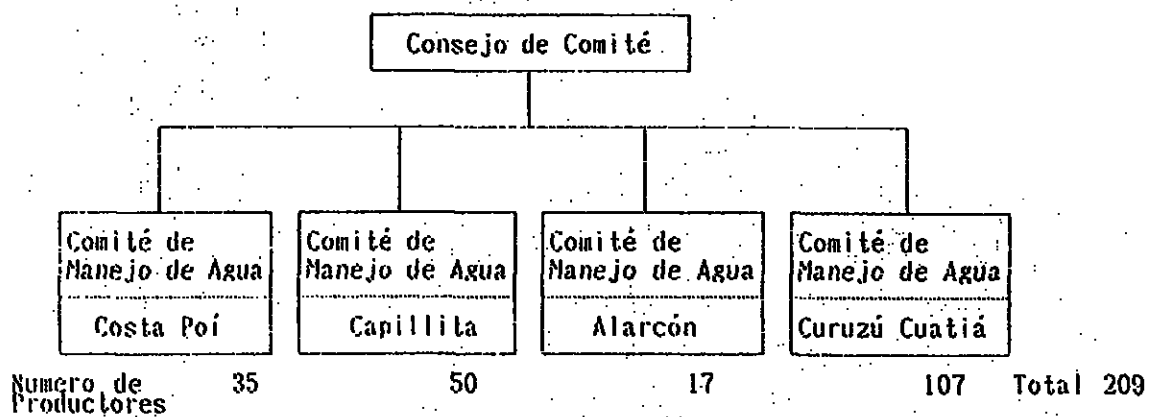 Consejo de Comité
Comité de
Manejo de Agua
Costa Poí
Comité de
Manejo de Agua
Capillita
Comité de
Manejo de Agua
Alarcón
Comité de
Manejo de Agua
Curuzú Cuatiá
Numero de
Productores
35 50 17 107 Total 209